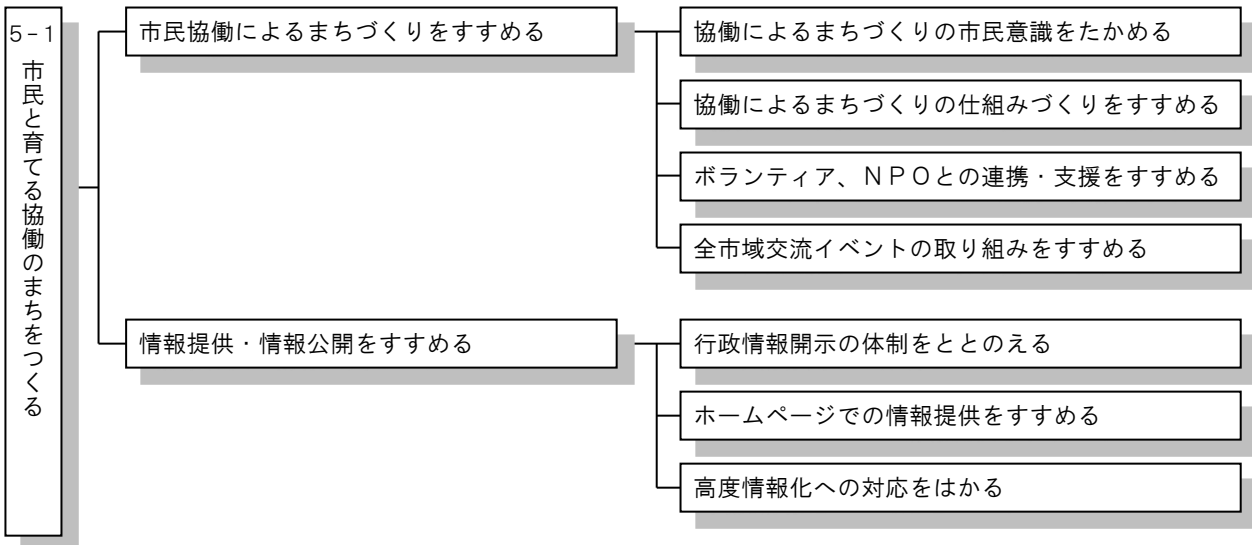 5-1
市民と育てる協働のまちをつくる
市民協働によるまちづくりをすすめる
協働によるまちづくりの市民意識をたかめる
協働によるまちづくりの仕組みづくりをすすめる
ボランティア、ＮＰＯとの連携・支援をすすめる
全市域交流イベントの取り組みをすすめる
情報提供・情報公開をすすめる
行政情報開示の体制をととのえる
ホームページでの情報提供をすすめる
高度情報化への対応をはかる